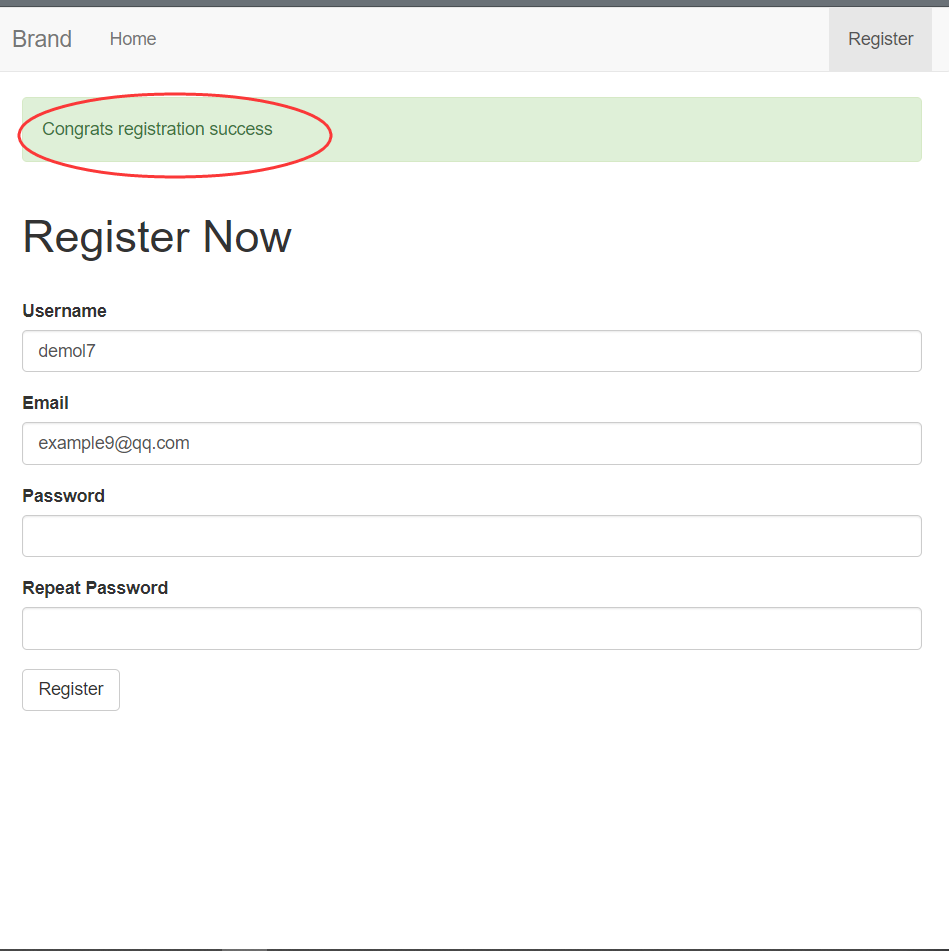 Brand Home Register
Congrats registration success
Register Now
Username
demol7
Email
example9@qq.com
Password
Repeat Password
Register